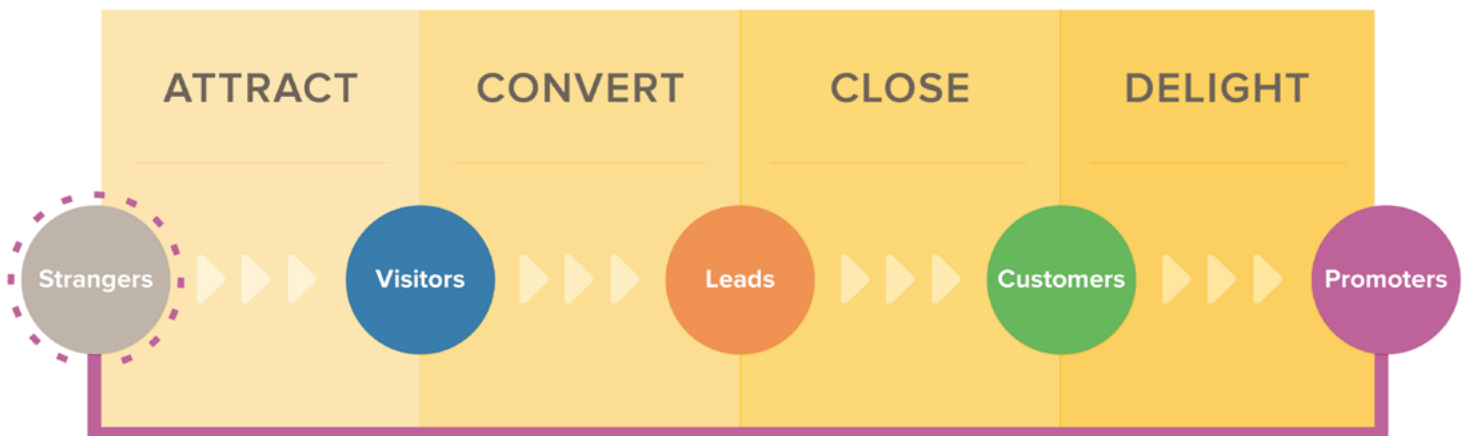 ATTRACT CONVERT CLOSE DELIGHT
Strangers Visitors Leads Customers Promoters